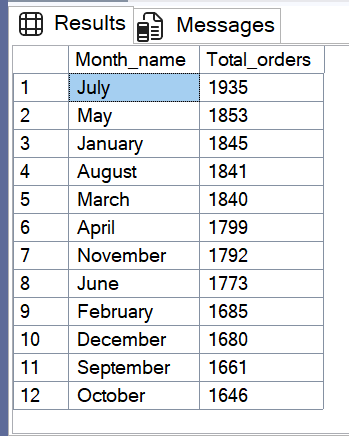 Results Messages
Month_name Total_orders
1 July 1935
2 May 1853
3 January 1845
4 August 1841
5 March 1840
6 April 1799
7 November 1792
8 June 1773
9 February 1685
10 December 1680
11 September 1661
12 October 1646